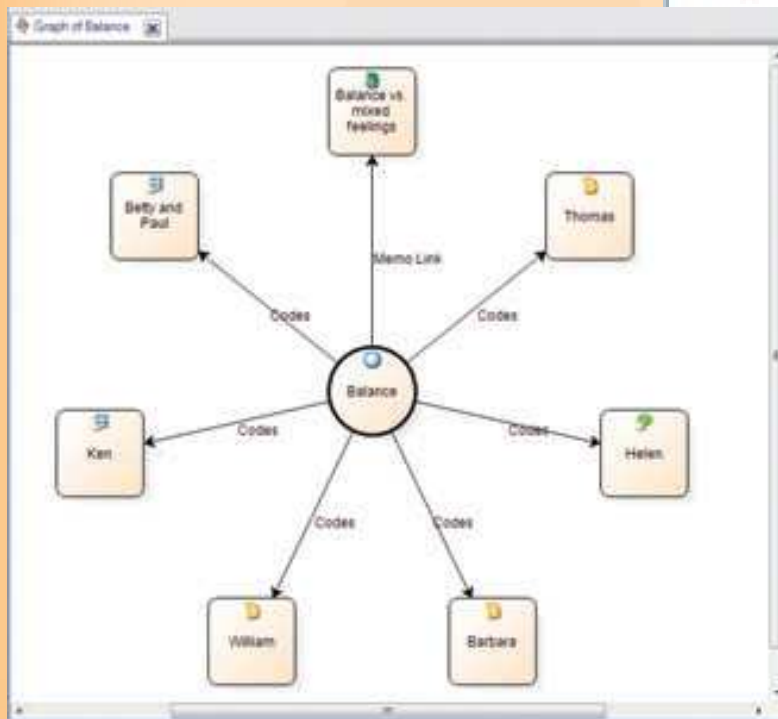 Graph of Balance
Balance vs.
mixed
feelings
Betty and
Paul
Thomas
Memo Link
Codes
Codes
Balance
Ken
Codes
Codes
Helen
Codes
Codes
William
Barbara